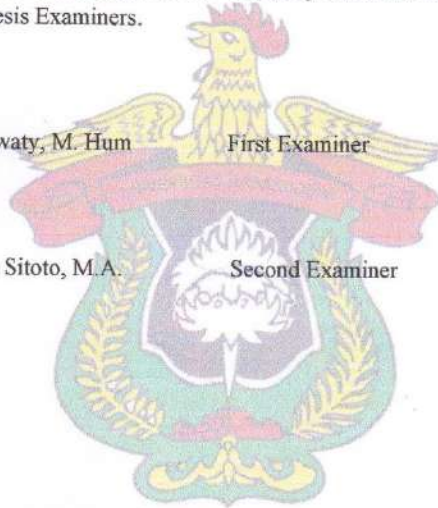 esis Examiners.
waty, M. Hum First Examiner
Sitoto, M.A. Second Examiner